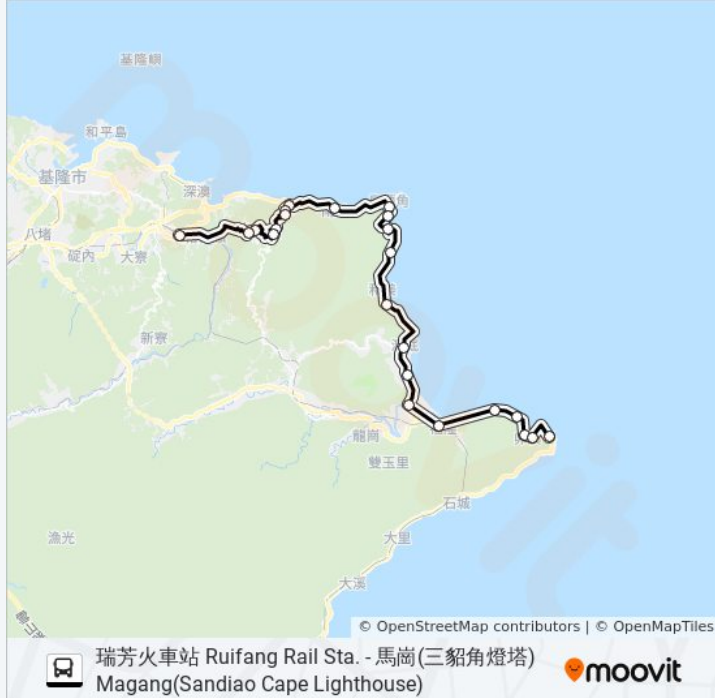 基隆嶼
和平島
基隆市
深澳
八堵
碇內
大寮
新寮
龍崗
雙玉里
石城
漁光
大里
大溪
© OpenStreetMap contributors | © OpenMapTiles
瑞芳火車站 Ruifang Rail Sta. - 馬崗(三貂角燈塔)
Magang(Sandiao Cape Lighthouse)
moovit